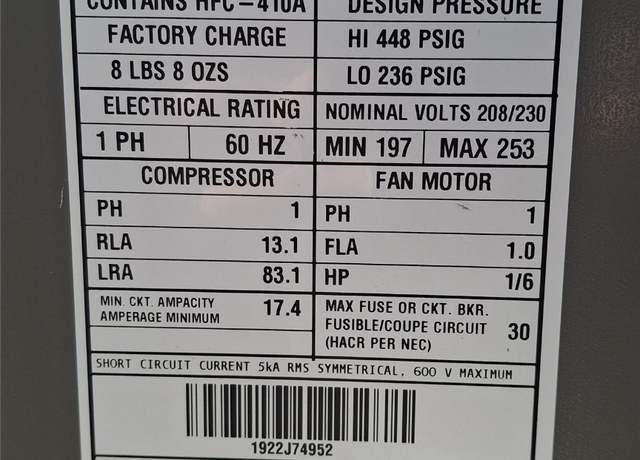 CONTAINS HFC-410A DESIGN PRESSURE
FACTORY CHARGE HI 448 PSIG
8 LBS 8 OZS LO 236 PSIG
ELECTRICAL RATING NOMINAL VOLTS 208/230
1 PH 60 HZ MIN 197 MAX 253
COMPRESSOR FAN MOTOR
PH 1 PH 1
RLA 13.1 FLA 1.0
LRA 83.1 HP 1/6
MIN. CKT. AMPACITY
AMPERAGE MINIMUM 17.4
MAX FUSE OR CKT. BKR.
FUSIBLE/COUPE CIRCUIT 30
(HACR PER NEC)
SHORT CIRCUIT CURRENT 5kA RMS SYMMETRICAL, 600 V MAXIMUM
1922J74952